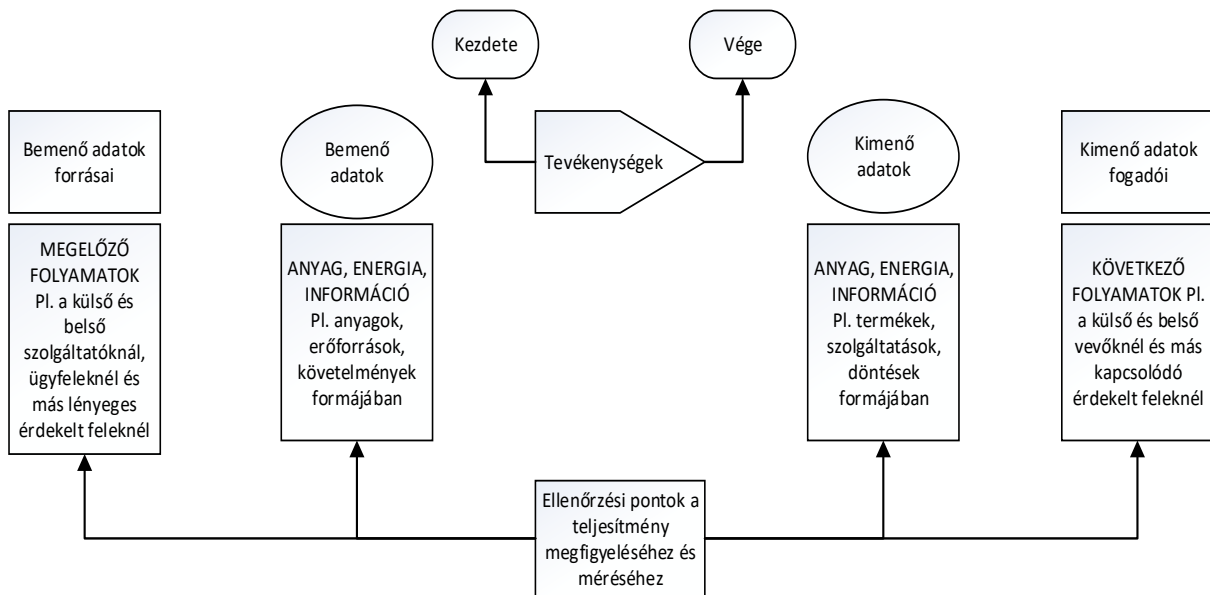 Kezdete
Vége
Bemenő adatok
forrásai
Bemenő
adatok
Tevékenységek
Kimenő
adatok
Kimenő adatok
fogadói
MEGELŐZŐ
FOLYAMATOK
Pl. a külső és
belső
szolgáltatóknál,
ügyfeleknél és
más lényeges
érdekelt feleknél
ANYAG, ENERGIA,
INFORMÁCIÓ
Pl. anyagok,
erőforrások,
követelmények
formájában
ANYAG, ENERGIA,
INFORMÁCIÓ
Pl. termékek,
szolgáltatások,
döntések
formájában
KÖVETKEZŐ
FOLYAMATOK Pl.
a külső és belső
vevőknél és más
kapcsolódó
érdekelt feleknél
Ellenőrzési pontok a
teljesítmény
megfigyeléséhez és
méréséhez